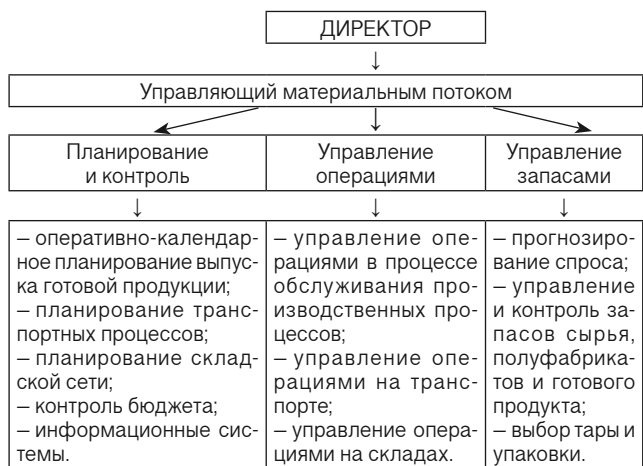 ДИРЕКТОР
↓
Управляющий материальным потоком
Планирование
и контроль
Управление
операциями
Управление
запасами
↓ ↓ ↓
– оперативно-календар-
ное планирование выпус-
ка готовой продукции;
– планирование транс-
портных процессов;
– планирование склад-
ской сети;
– контроль бюджета;
– информационные сис-
темы.
– управление опе-
рациями в процессе
обслуживания про-
изводственных про-
цессов;
– управление опе-
рациями на транс-
порте;
– управление опера-
циями на складах.
– прогнозиро-
вание спроса;
– управление
и контроль за-
пасов сырья,
полуфабрика-
тов и готового
продукта;
– выбор тары и
упаковки.